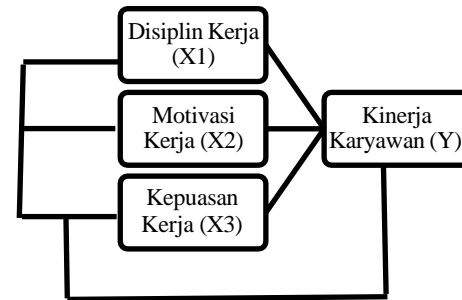 Disiplin Kerja
(X1)
Motivasi
Kerja (X2)
Kepuasan
Kerja (X3)
Kinerja
Karyawan (Y)